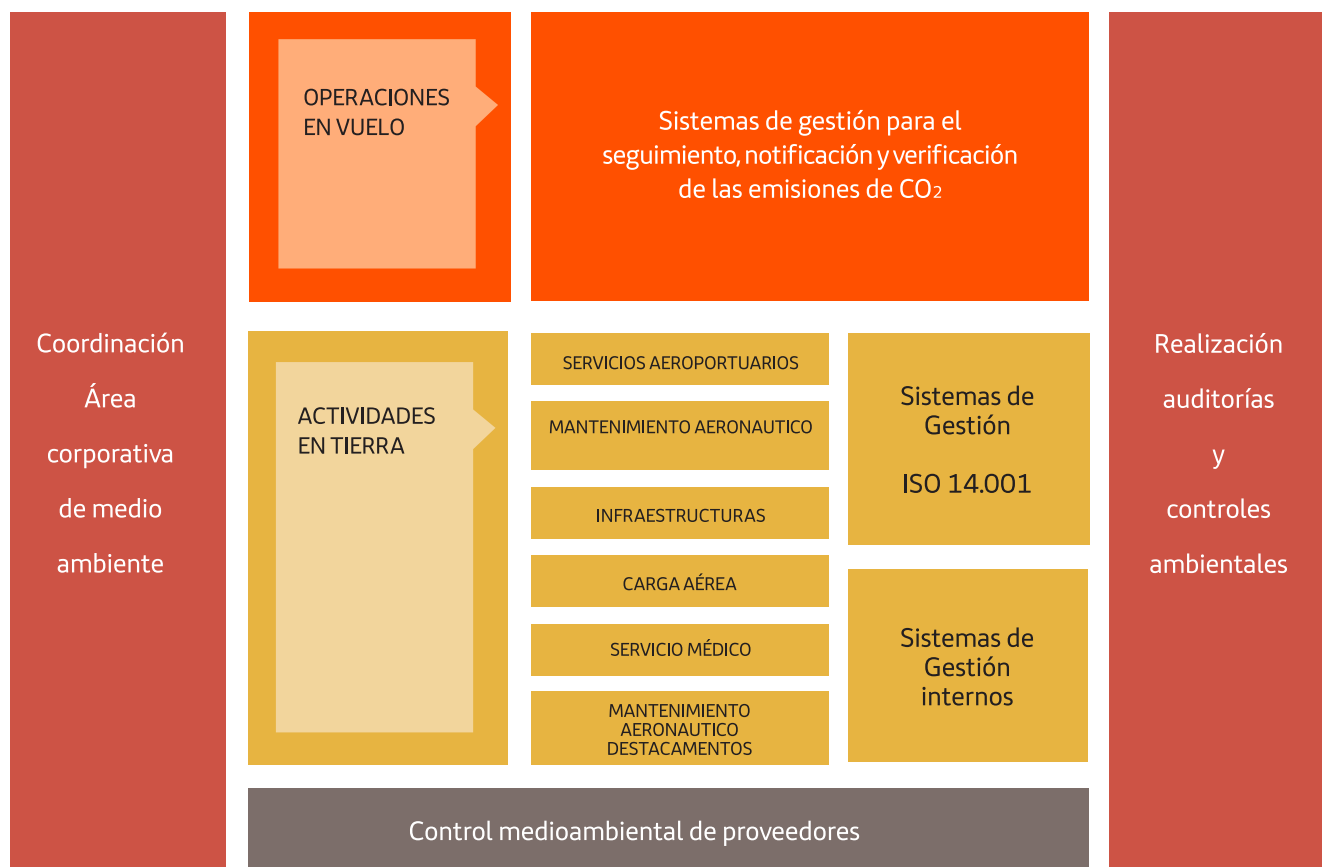 Coordinación
Área
corporativa
de medio
ambiente
OPERACIONES
EN VUELO
Sistemas de gestión para el
seguimiento, notificación y verificación
de las emisiones de CO₂
ACTIVIDADES
EN TIERRA
SERVICIOS AEROPORTUARIOS
MANTENIMIENTO AERONAUTICO
INFRAESTRUCTURAS
CARGA AÉREA
SERVICIO MÉDICO
MANTENIMIENTO
AERONAUTICO
DESTACAMENTOS
Sistemas de
Gestión
ISO 14.001
Sistemas de
Gestión
internos
Control medioambiental de proveedores
Realización
auditorías
y
controles
ambientales